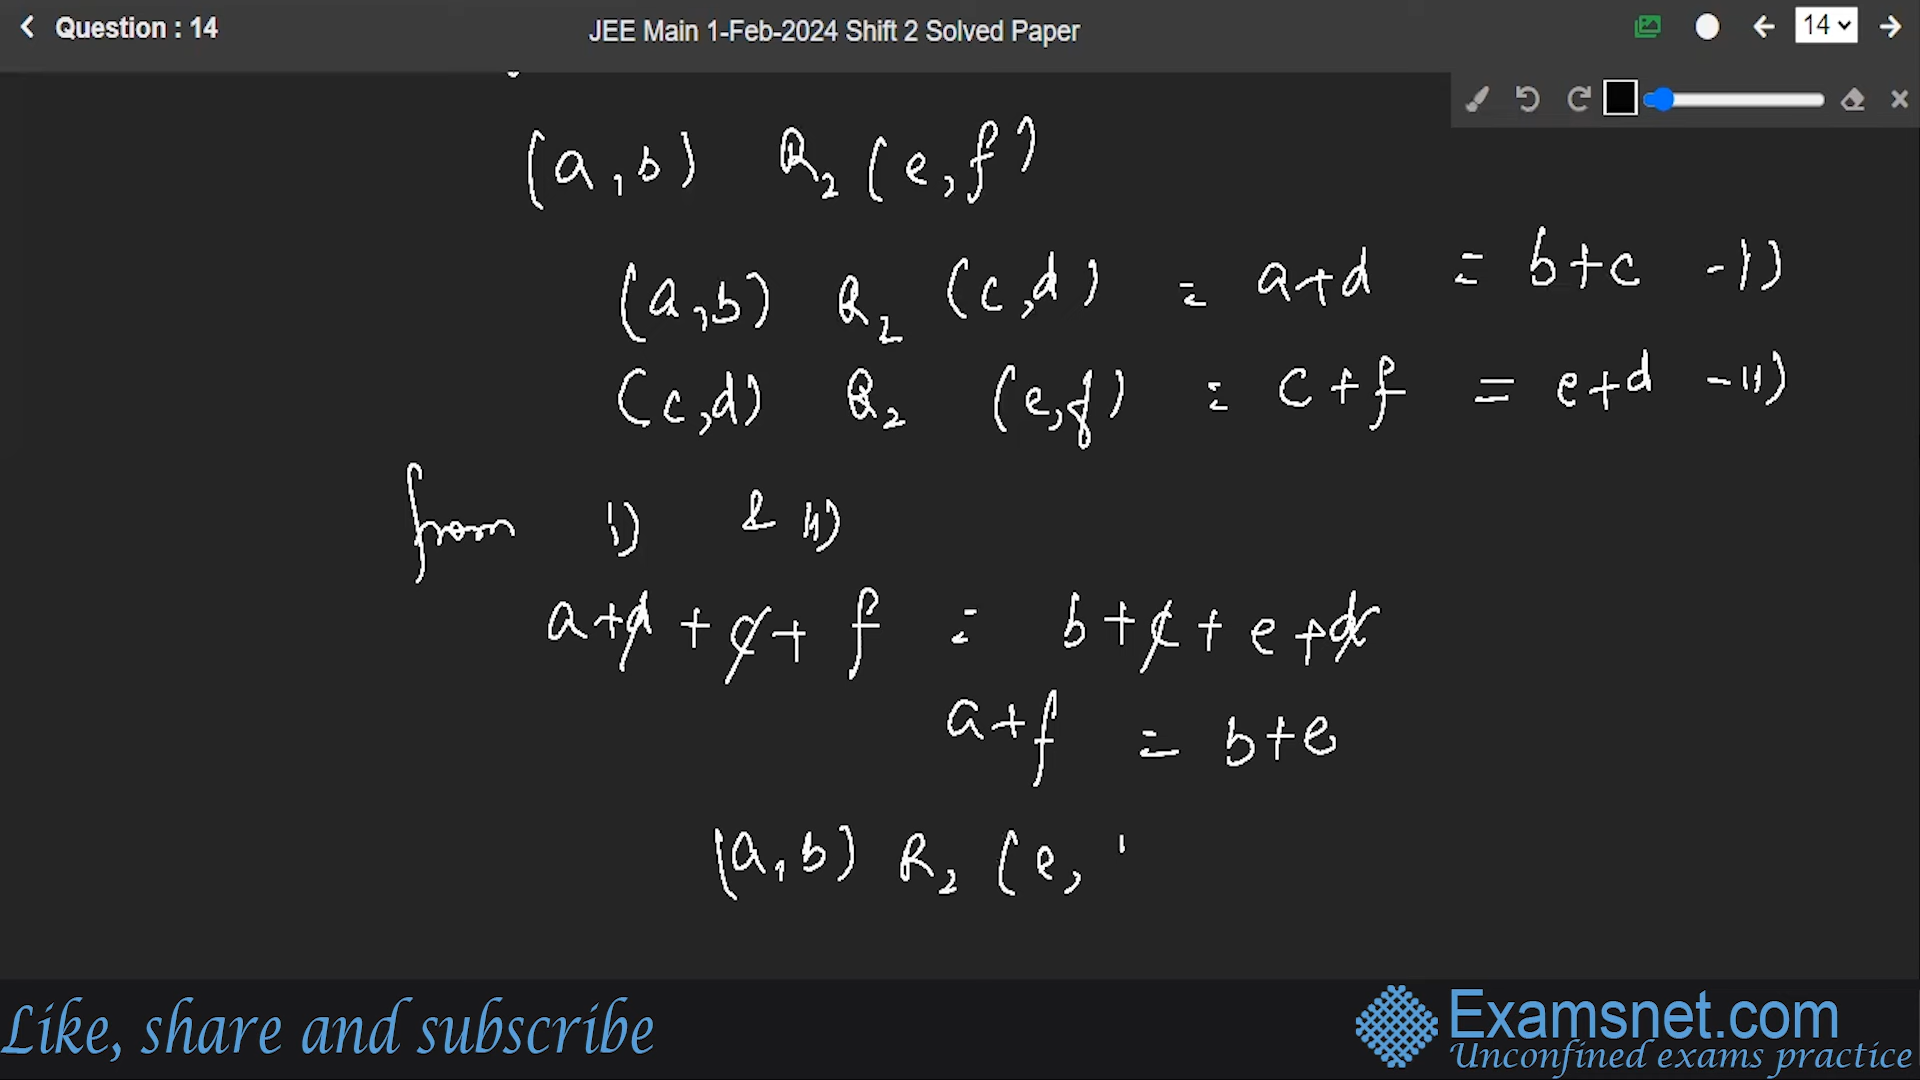 Question : 14
JEE Main 1-Feb-2024 Shift 2 Solved Paper
14
(a,b) R2 (e,f)
(a,b) R2 (c,d) = a+d = b+c -i)
(c,d) R2 (e,f) = c+f = e+d -ii)
from i) & ii)
a+d+c+f = b+c+e+d
a+f = b+e
(a,b) R2 (e,
Like, share and subscribe
Examsnet.com
Unconfined exams practice